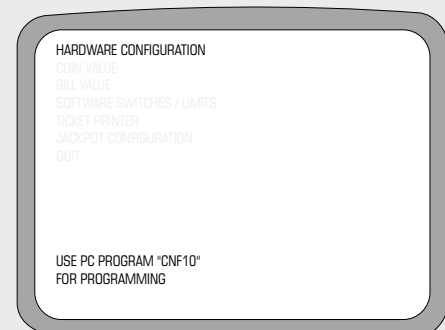 HARDWARE CONFIGURATION
COIN VALUE
BILL VALUE
SOFTWARE SWITCHES / LIMITS
TICKET PRINTER
JACKPOT CONFIGURATION
QUIT
USE PC PROGRAM "CNF10"
FOR PROGRAMMING